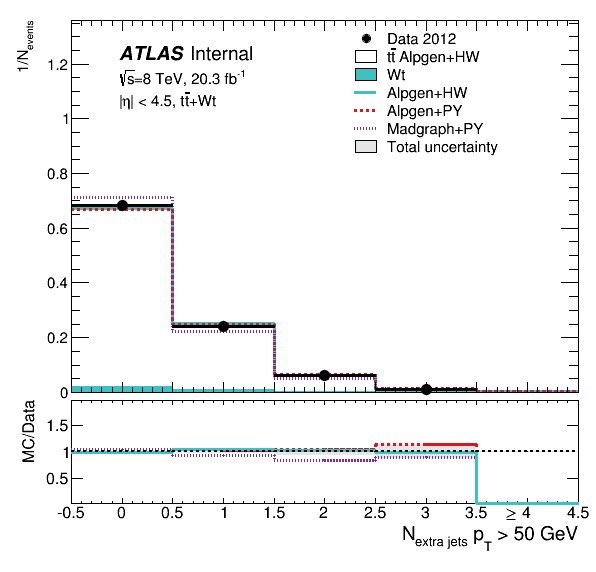 1/N_events
1.2
1
0.8
0.6
0.4
0.2
0
ATLAS Internal
√s=8 TeV, 20.3 fb⁻¹
|η| < 4.5, tt̄+Wt
Data 2012
tt̄ Alpgen+HW
Wt
Alpgen+HW
Alpgen+PY
Madgraph+PY
Total uncertainty
MC/Data
1.5
1
0.5
-0.5 0 0.5 1 1.5 2 2.5 3 3.5 ≥ 4 4.5
N_extra jets p_T > 50 GeV